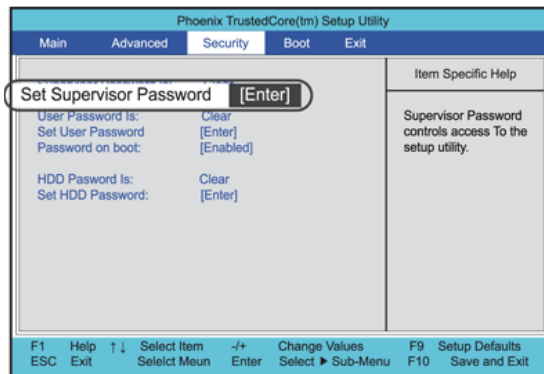 Phoenix TrustedCore(tm) Setup Utility
Main Advanced Security Boot Exit
Item Specific Help
Set Supervisor Password [Enter]
User Password Is: Clear
Set User Password [Enter]
Password on boot: [Enabled]
HDD Pasword Is: Clear
Set HDD Password: [Enter]
Supervisor Password
controls access To the
setup utility.
F1 Help ↑↓ Select Item -/+ Change Values F9 Setup Defaults
ESC Exit Selelct Meun Enter Select ▶ Sub-Menu F10 Save and Exit